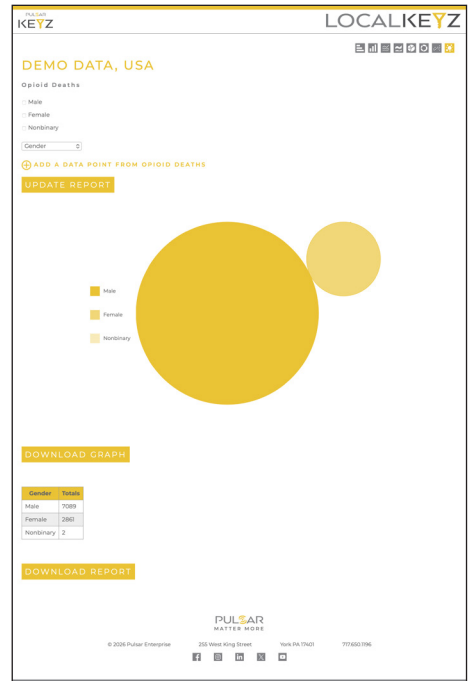 PULSAR
KEYZ
LOCALKEYZ
DEMO DATA, USA
Opioid Deaths
Male
Female
Nonbinary
Gender
ADD A DATA POINT FROM OPIOID DEATHS
UPDATE REPORT
Male
Female
Nonbinary
DOWNLOAD GRAPH
Gender Totals
Male 7089
Female 2861
Nonbinary 2
DOWNLOAD REPORT
PULSAR
MATTER MORE
© 2026 Pulsar Enterprise 255 West King Street York PA 17401 717.650.1196